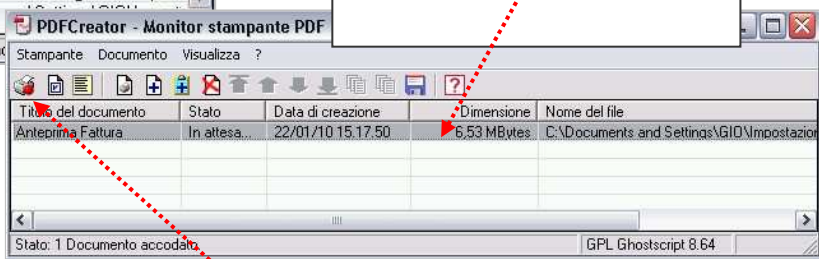 PDFCreator - Monitor stampante PDF
Stampante Documento Visualizza ?
Titolo del documento Stato Data di creazione Dimensione Nome del file
Anteprima Fattura In attesa... 22/01/10 15.17.50 6,53 MBytes C:\Documents and Settings\GIO\Impostazion
Stato: 1 Documento accodato GPL Ghostscript 8.64